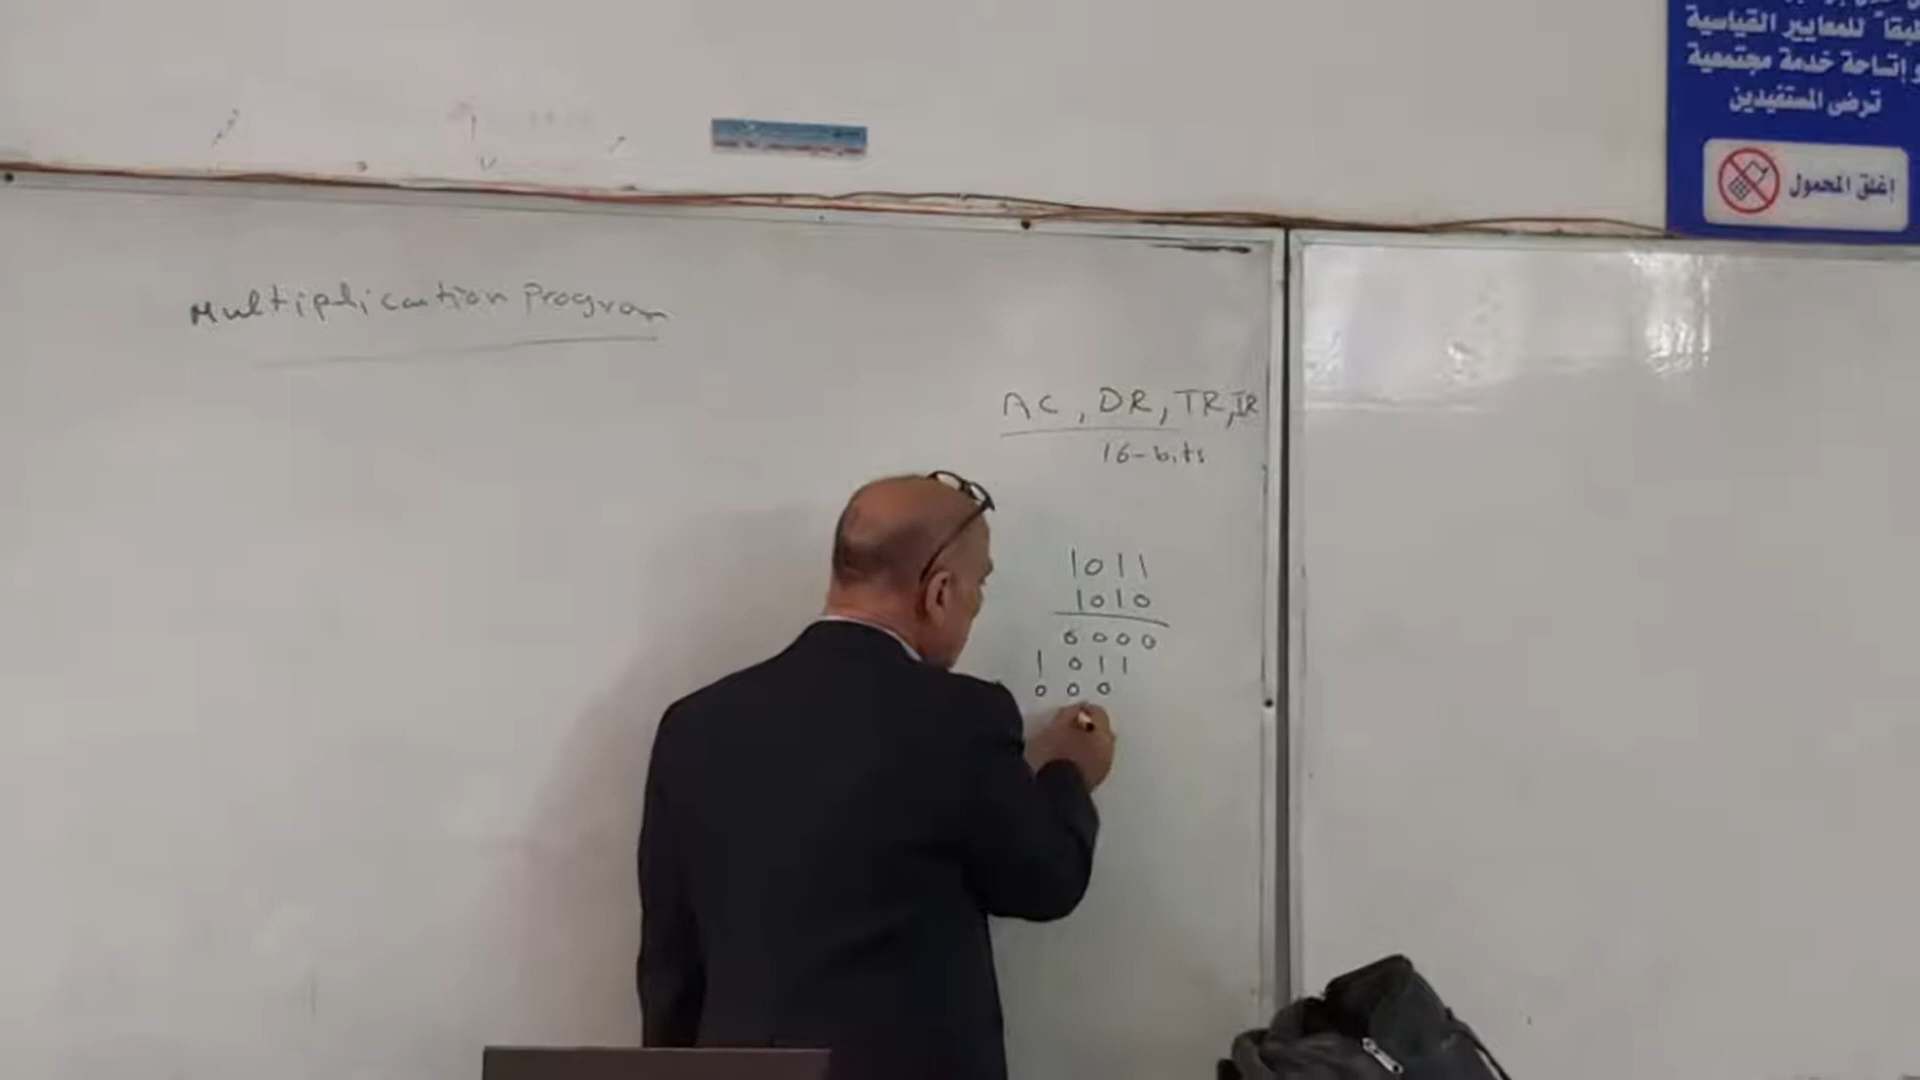 للمعايير القياسية
و إتاحة خدمة مجتمعية
ترضى المستفيدين
إغلق المحمول
Multiplication Program
AC, DR, TR, IR
16-bits
1011
1010
0000
1011
000